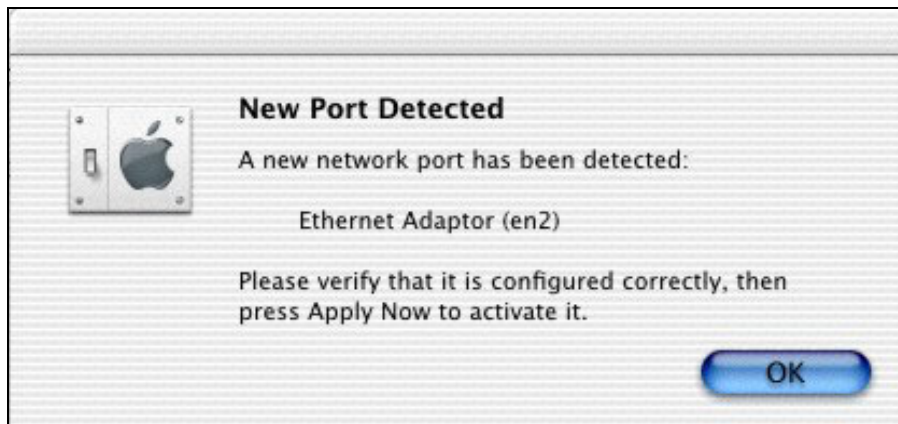 New Port Detected
A new network port has been detected:
Ethernet Adaptor (en2)
Please verify that it is configured correctly, then
press Apply Now to activate it.
OK